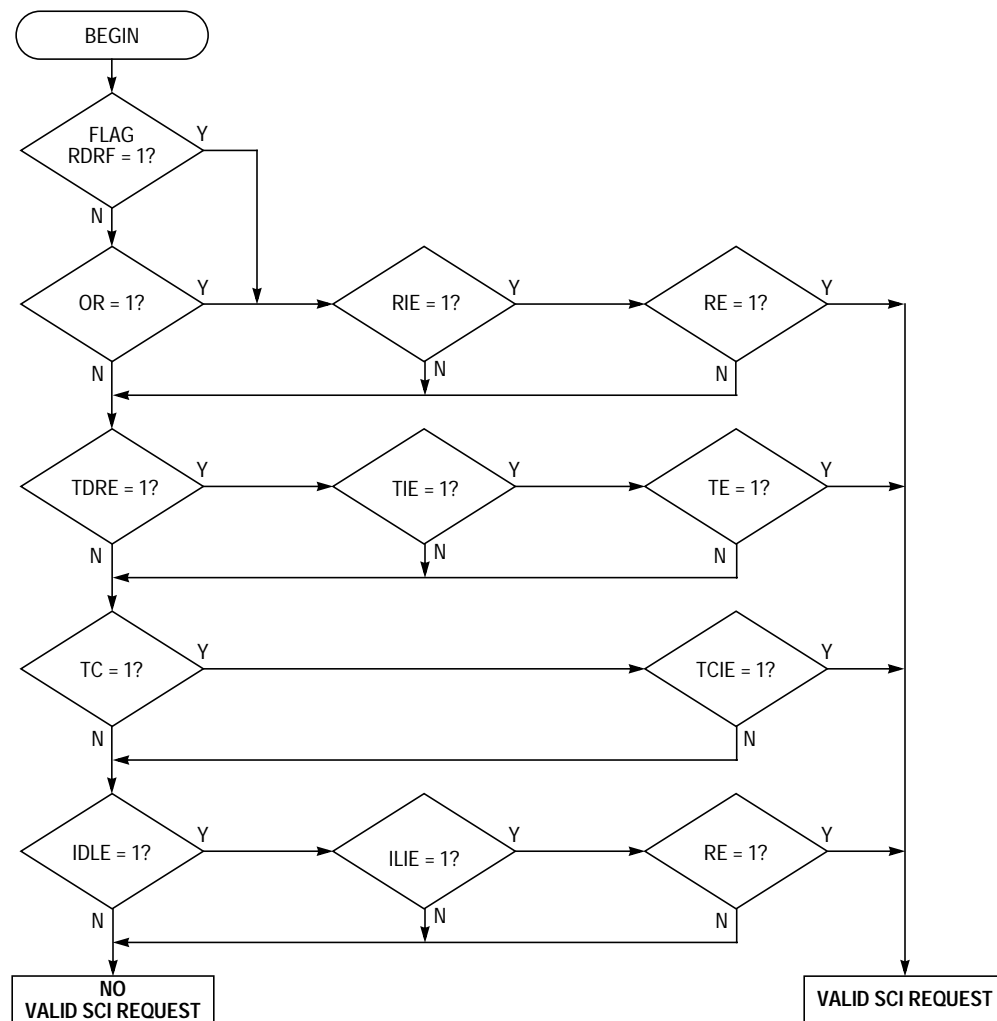 BEGIN
FLAG
RDRF = 1?
Y
N
OR = 1?
Y
N
RIE = 1?
Y
N
RE = 1?
Y
N
TDRE = 1?
Y
N
TIE = 1?
Y
N
TE = 1?
Y
N
TC = 1?
Y
N
TCIE = 1?
Y
N
IDLE = 1?
Y
N
ILIE = 1?
Y
N
RE = 1?
Y
N
NO
VALID SCI REQUEST
VALID SCI REQUEST